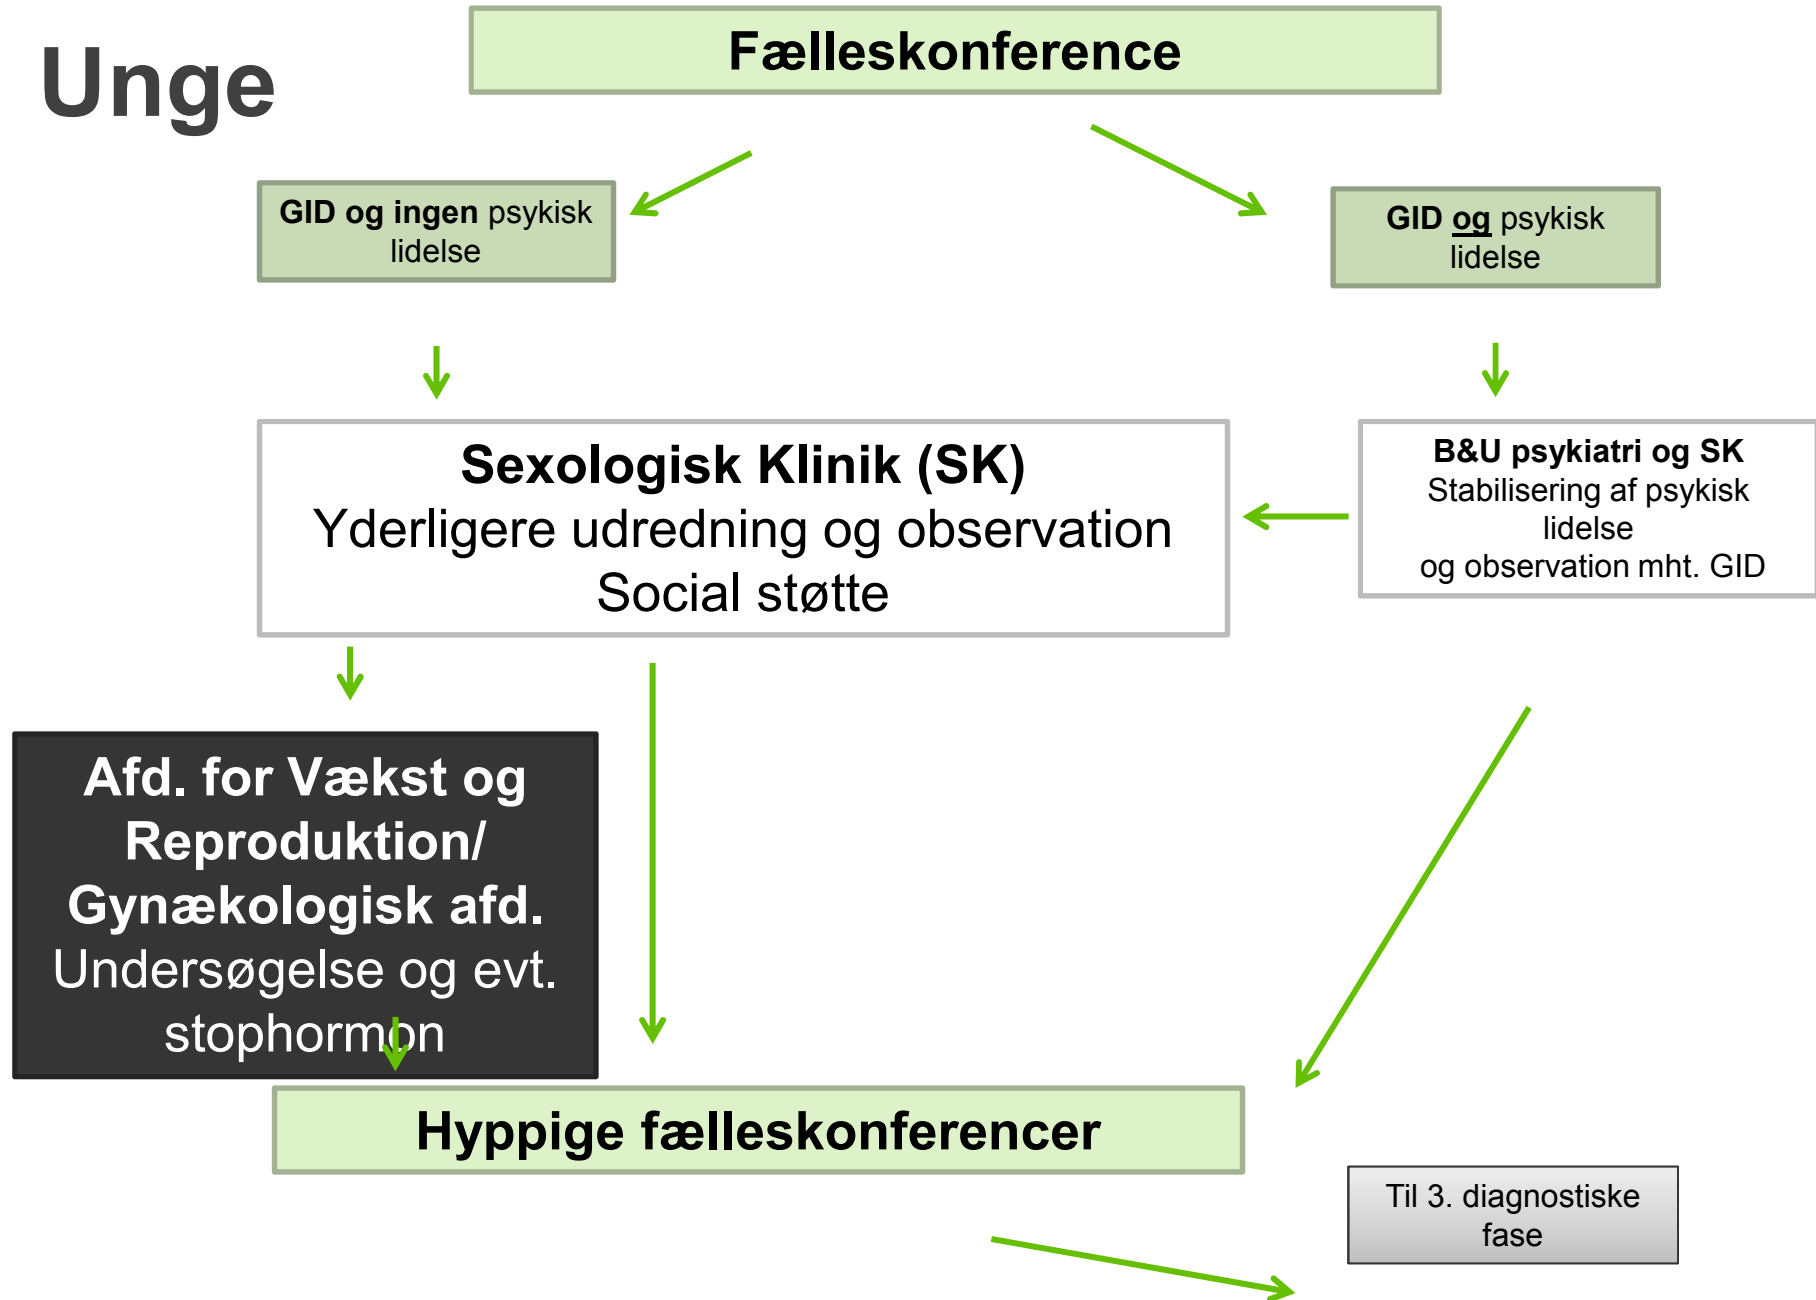 Unge
Fælleskonference
GID og ingen psykisk
lidelse
GID og psykisk
lidelse
Sexologisk Klinik (SK)
Yderligere udredning og observation
Social støtte
B&U psykiatri og SK
Stabilisering af psykisk
lidelse
og observation mht. GID
Afd. for Vækst og
Reproduktion/
Gynækologisk afd.
Undersøgelse og evt.
stophormon
Hyppige fælleskonferencer
Til 3. diagnostiske
fase